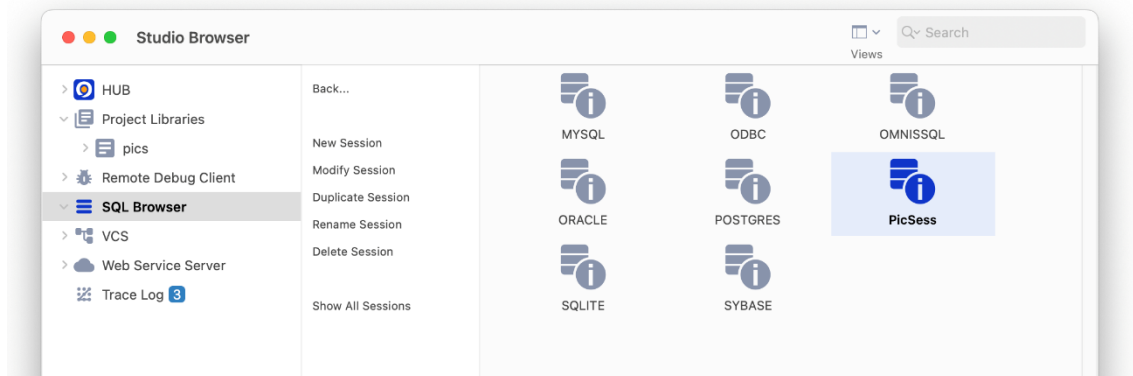 Studio Browser
Search
Views
HUB
Project Libraries
pics
Remote Debug Client
SQL Browser
VCS
Web Service Server
Trace Log 3
Back...
New Session
Modify Session
Duplicate Session
Rename Session
Delete Session
Show All Sessions
MYSQL
ODBC
OMNISSQL
ORACLE
POSTGRES
PicSess
SQLITE
SYBASE